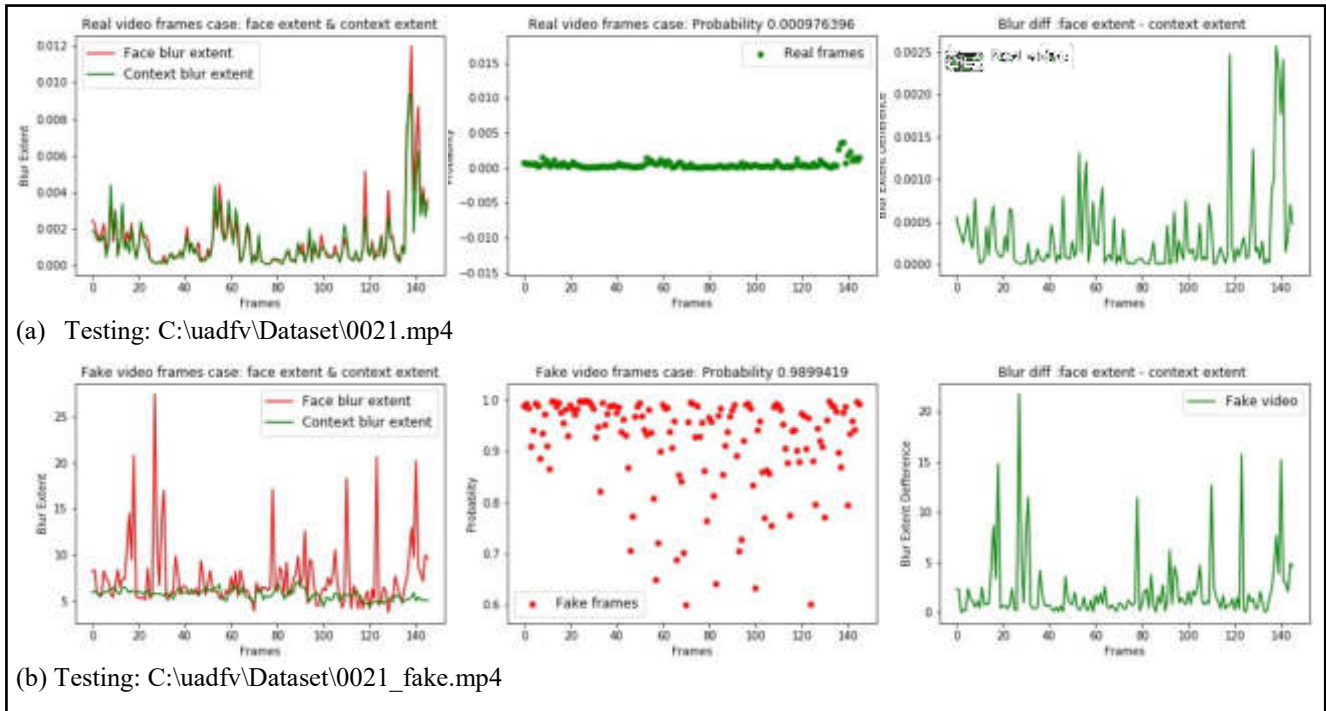 Real video frames case: face extent & context extent
0.012
0.010
0.008
0.006
0.004
0.002
0.000
Blur Extent
Face blur extent
Context blur extent
0 20 40 60 80 100 120 140
Frames
Real video frames case: Probability 0.000976396
0.015
0.010
0.005
0.000
−0.005
−0.010
−0.015
Real frames
0 20 40 60 80 100 120 140
Frames
Blur diff :face extent - context extent
0.0025
0.0020
0.0015
0.0010
0.0005
0.0000
Blur Extent Defference
0 20 40 60 80 100 120 140
Frames
(a) Testing: C:\uadfv\Dataset\0021.mp4
Fake video frames case: face extent & context extent
25
20
15
10
5
Blur Extent
Face blur extent
Context blur extent
0 20 40 60 80 100 120 140
Frames
Fake video frames case: Probability 0.9899419
1.0
0.9
0.8
0.7
0.6
Probability
Fake frames
0 20 40 60 80 100 120 140
Frames
Blur diff :face extent - context extent
20
15
10
5
0
Blur Extent Defference
Fake video
0 20 40 60 80 100 120 140
Frames
(b) Testing: C:\uadfv\Dataset\0021_fake.mp4